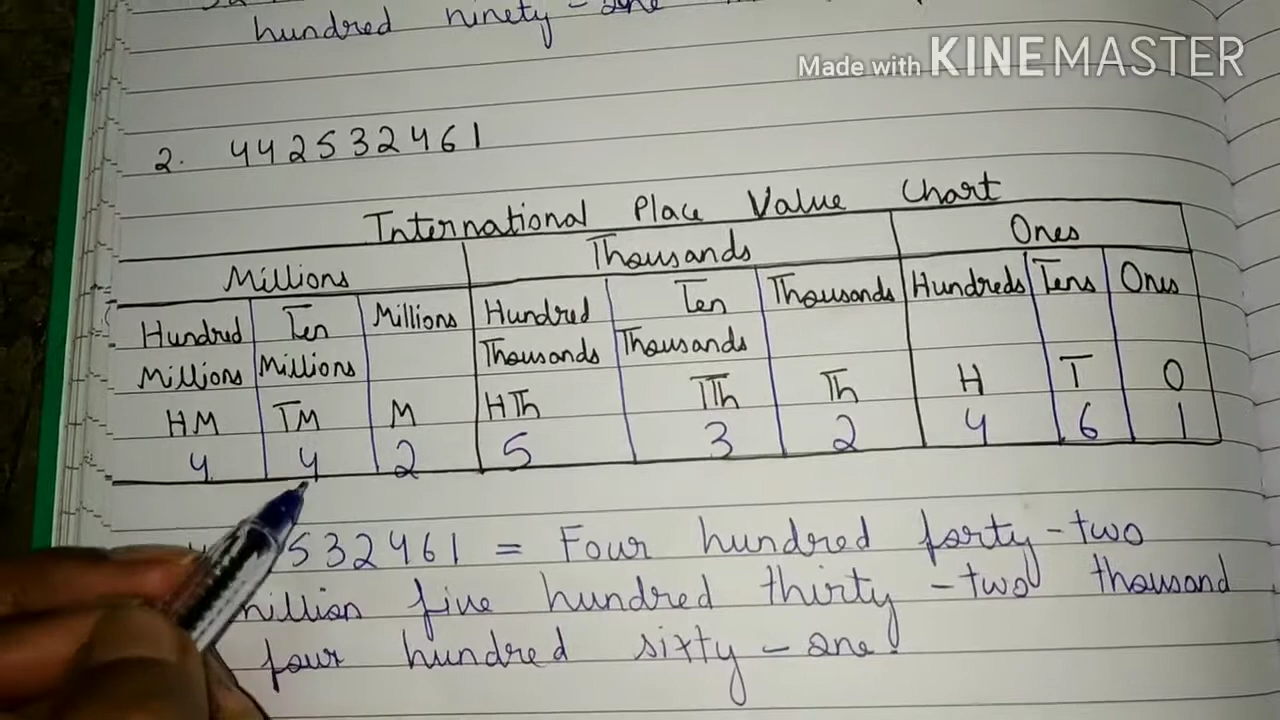 hundred ninety-one
Made with KINEMASTER
2. 442532461
International Place Value Chart
Millions Thousands Ones
Hundred Ten Millions Hundred Ten Thousands Hundreds Tens Ones
Millions Millions Thousands Thousands
HM TM M HTh TTh Th H T O
4 4 2 5 3 2 4 6 1
532461 = Four hundred forty-two
million five hundred thirty-two thousand
four hundred sixty-one.